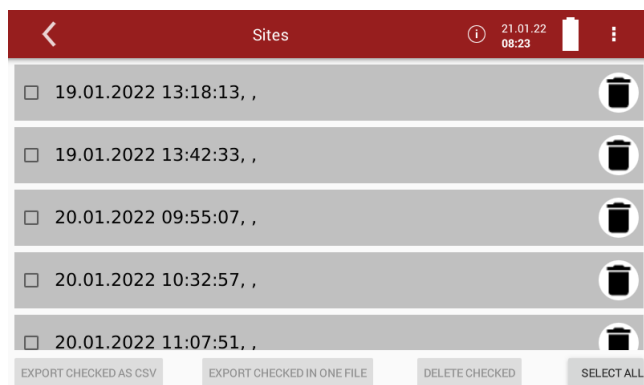 Sites
21.01.22
08:23
19.01.2022 13:18:13, ,
19.01.2022 13:42:33, ,
20.01.2022 09:55:07, ,
20.01.2022 10:32:57, ,
20.01.2022 11:07:51, ,
EXPORT CHECKED AS CSV EXPORT CHECKED IN ONE FILE DELETE CHECKED SELECT ALL